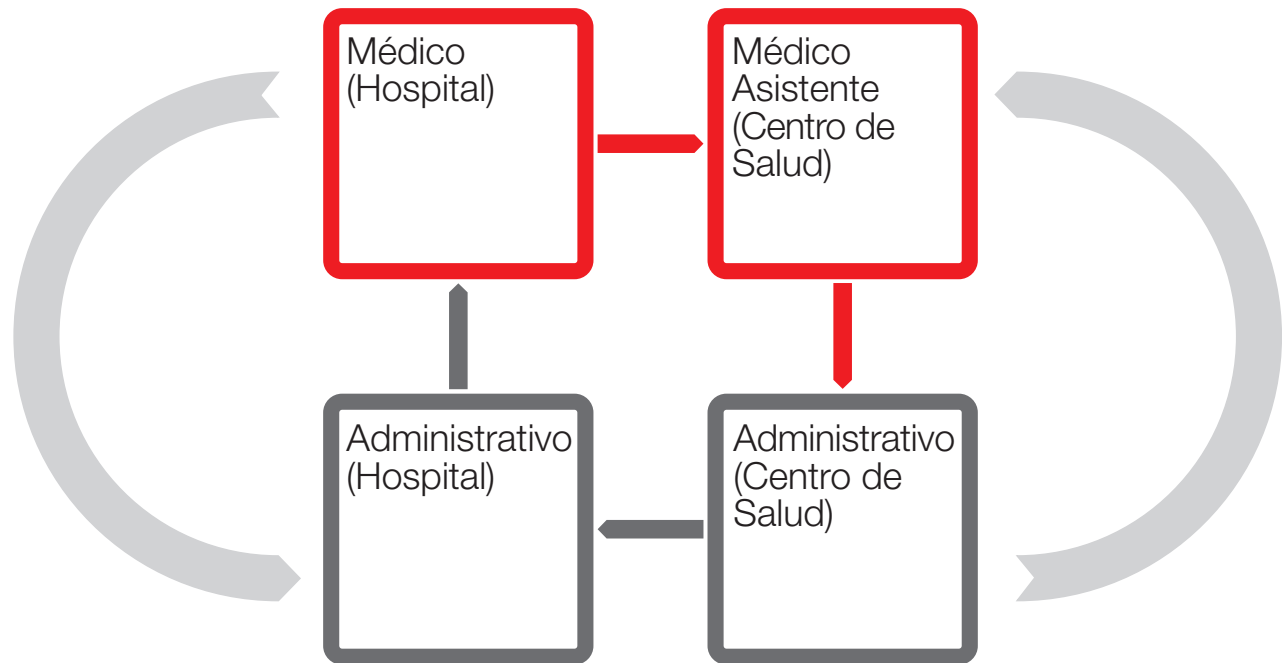 Médico
(Hospital)
Médico
Asistente
(Centro de
Salud)
Administrativo
(Hospital)
Administrativo
(Centro de
Salud)